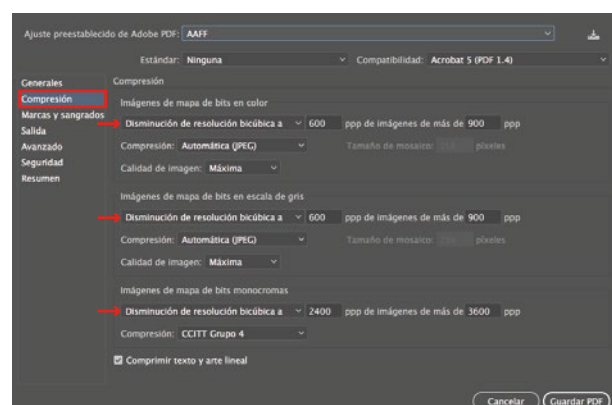 Ajuste preestablecido de Adobe PDF: AAFF
Estándar: Ninguna Compatibilidad: Acrobat 5 (PDF 1.4)
Generales
Compresión
Marcas y sangrados
Salida
Avanzado
Seguridad
Resumen
Compresión
Imágenes de mapa de bits en color
Disminución de resolución bicúbica a 600 ppp de imágenes de más de 900 ppp
Compresión: Automática (JPEG) Tamaño de mosaico: píxeles
Calidad de imagen: Máxima
Imágenes de mapa de bits en escala de gris
Disminución de resolución bicúbica a 600 ppp de imágenes de más de 900 ppp
Compresión: Automática (JPEG) Tamaño de mosaico: píxeles
Calidad de imagen: Máxima
Imágenes de mapa de bits monocromas
Disminución de resolución bicúbica a 2400 ppp de imágenes de más de 3600 ppp
Compresión: CCITT Grupo 4
Comprimir texto y arte lineal
Cancelar Guardar PDF